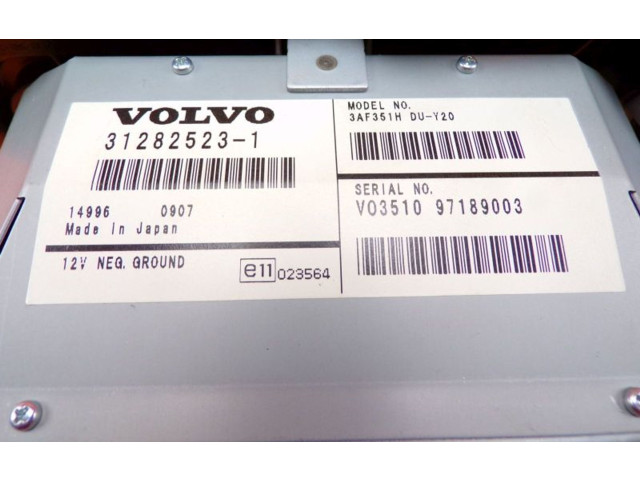 VOLVO
31282523-1
14996 0907
Made In Japan
12V NEG. GROUND
e11 023564
MODEL NO.
3AF351H DU-Y20
SERIAL NO.
VO3510 97189003